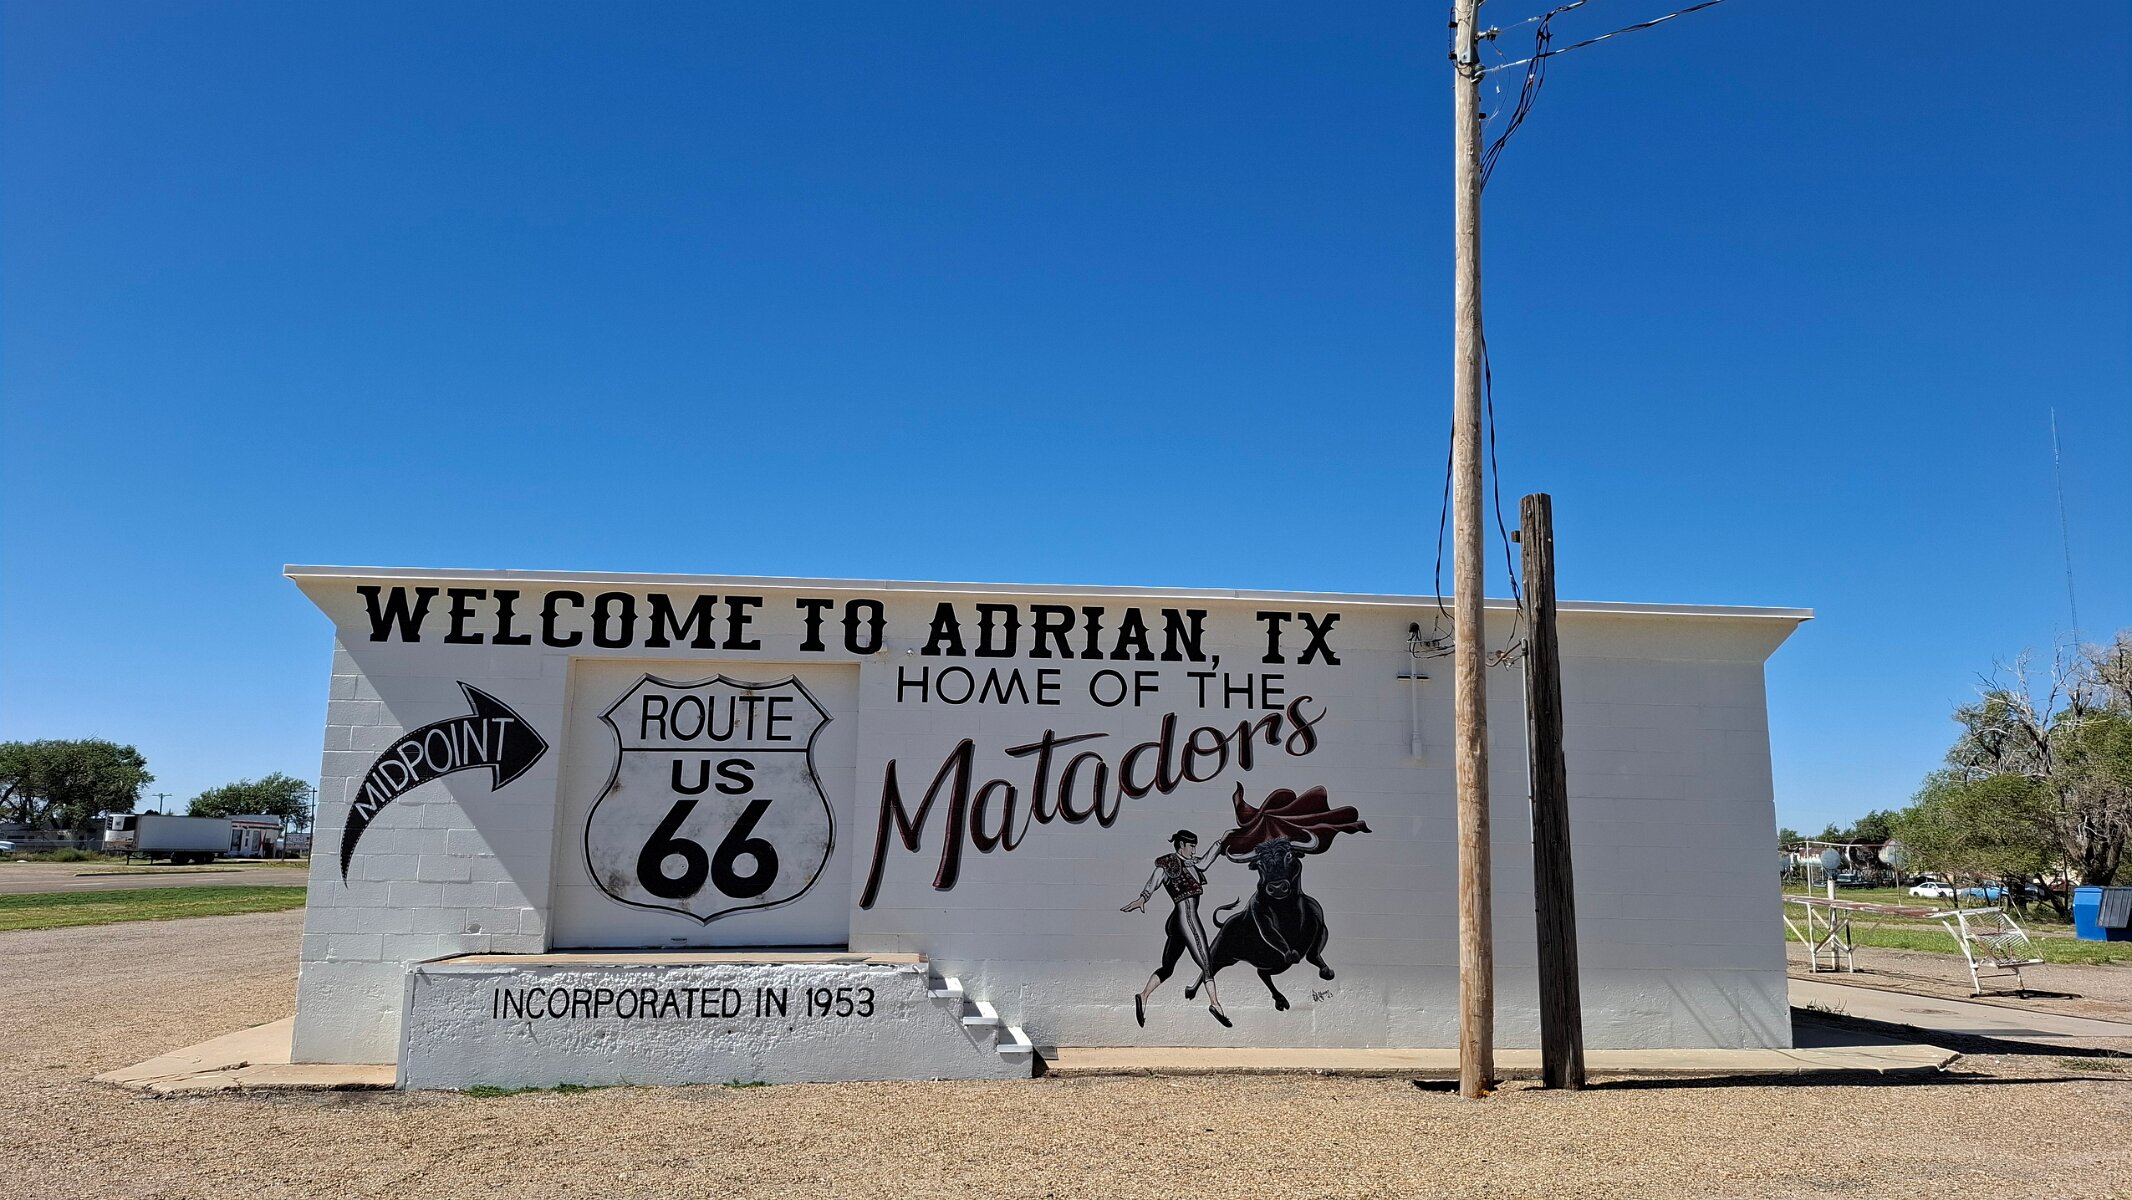 WELCOME TO ADRIAN, TX
HOME OF THE
Matadors
MIDPOINT
ROUTE
US
66
INCORPORATED IN 1953